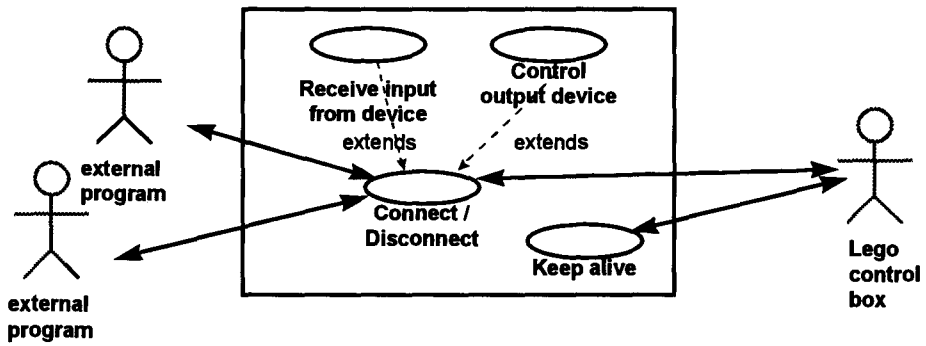 Receive input
from device
extends
Control
output device
extends
external
program
Connect /
Disconnect
Keep alive
external
program
Lego
control
box